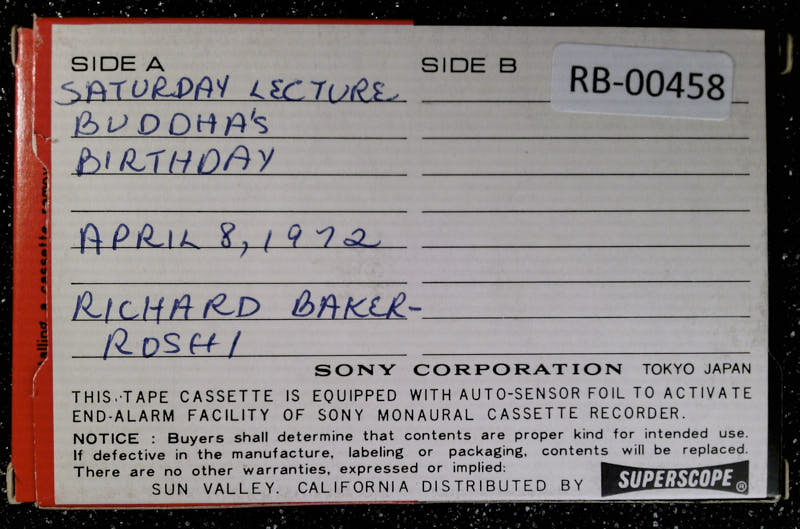 SIDE A
SIDE B
RB-00458
SATURDAY LECTURE
BUDDHA'S
BIRTHDAY
APRIL 8, 1972
RICHARD BAKER-
ROSHI
SONY CORPORATION TOKYO JAPAN
THIS TAPE CASSETTE IS EQUIPPED WITH AUTO-SENSOR FOIL TO ACTIVATE
END-ALARM FACILITY OF SONY MONAURAL CASSETTE RECORDER.
NOTICE : Buyers shall determine that contents are proper kind for intended use.
If defective in the manufacture, labeling or packaging, contents will be replaced.
There are no other warranties, expressed or implied:
SUN VALLEY. CALIFORNIA DISTRIBUTED BY SUPERSCOPE®